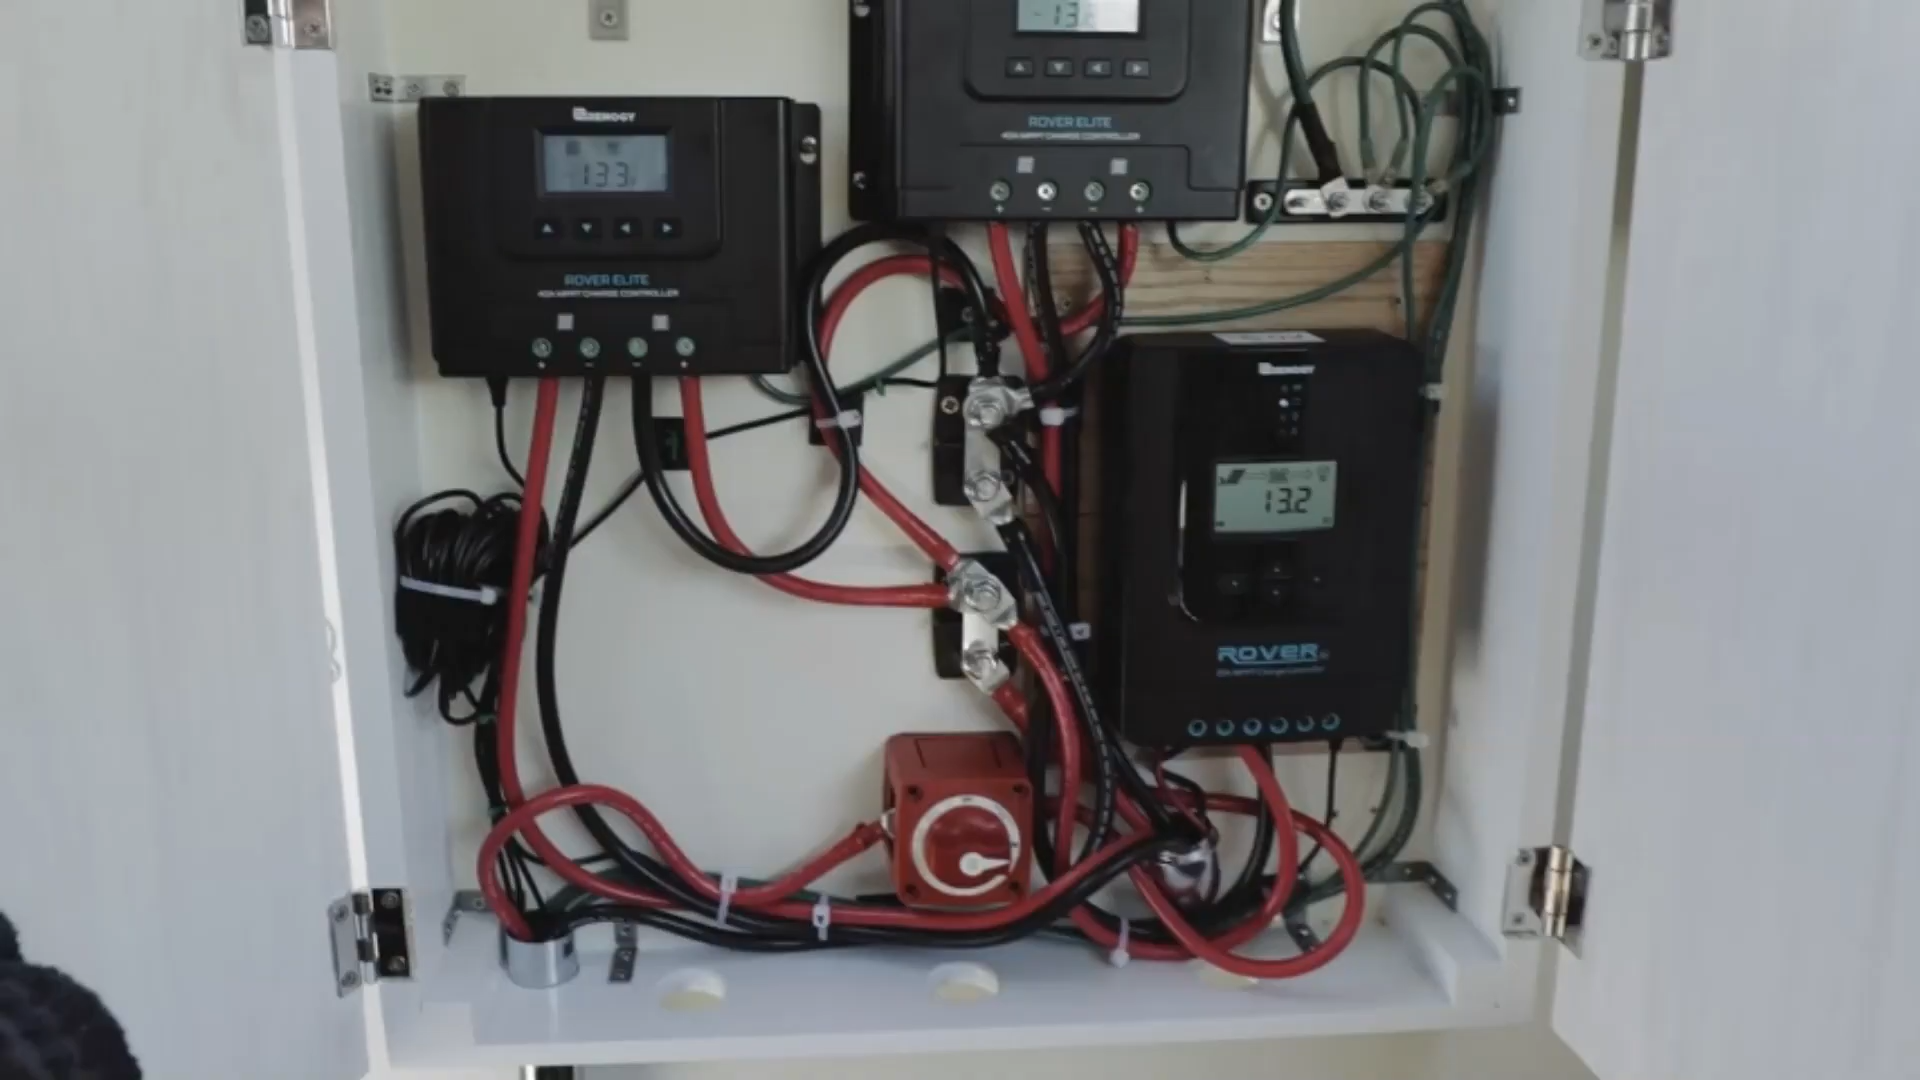 13.
ROVER ELITE
40A MPPT CHARGE CONTROLLER
RENOGY
133
ROVER ELITE
40A MPPT CHARGE CONTROLLER
RENOGY
13.2
ROVER